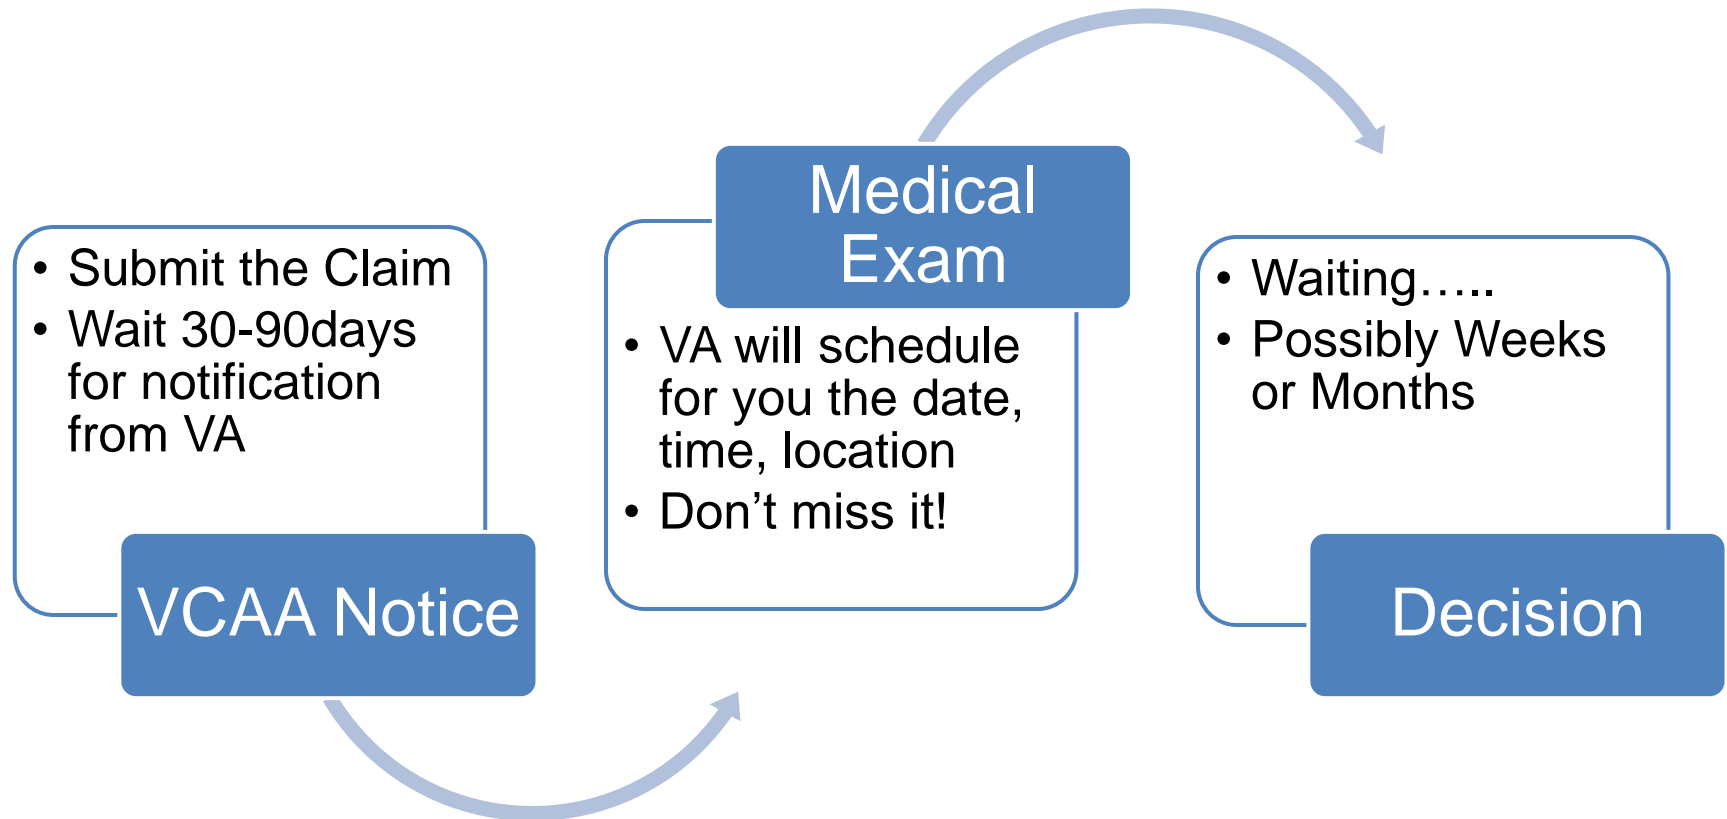 • Submit the Claim
• Wait 30-90days
for notification
from VA
VCAA Notice
Medical
Exam
• VA will schedule
for you the date,
time, location
• Don’t miss it!
• Waiting…..
• Possibly Weeks
or Months
Decision